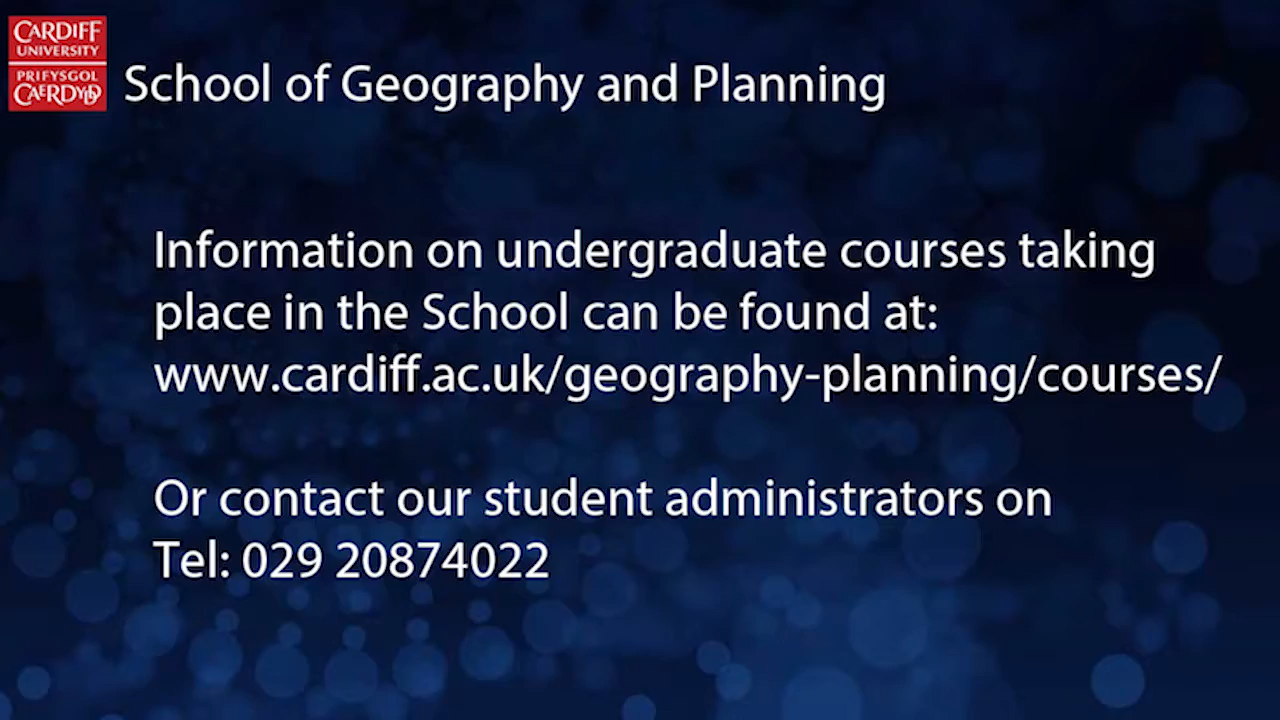 CARDIFF
UNIVERSITY
PRIFYSGOL
CAERDYDD
School of Geography and Planning
Information on undergraduate courses taking
place in the School can be found at:
www.cardiff.ac.uk/geography-planning/courses/
Or contact our student administrators on
Tel: 029 20874022